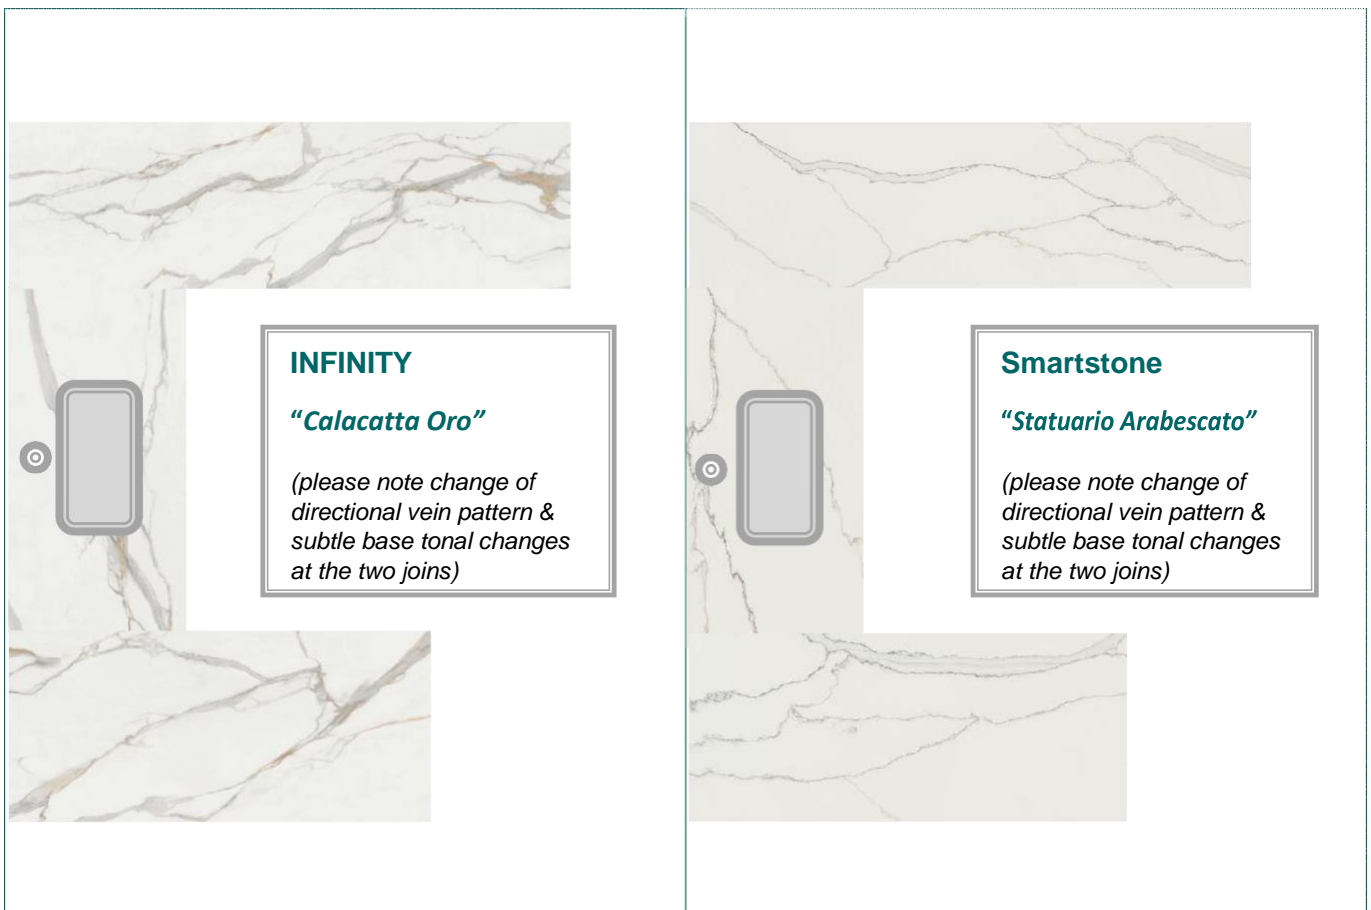 INFINITY
“Calacatta Oro”
(please note change of
directional vein pattern &
subtle base tonal changes
at the two joins)
Smartstone
“Statuario Arabescato”
(please note change of
directional vein pattern &
subtle base tonal changes
at the two joins)